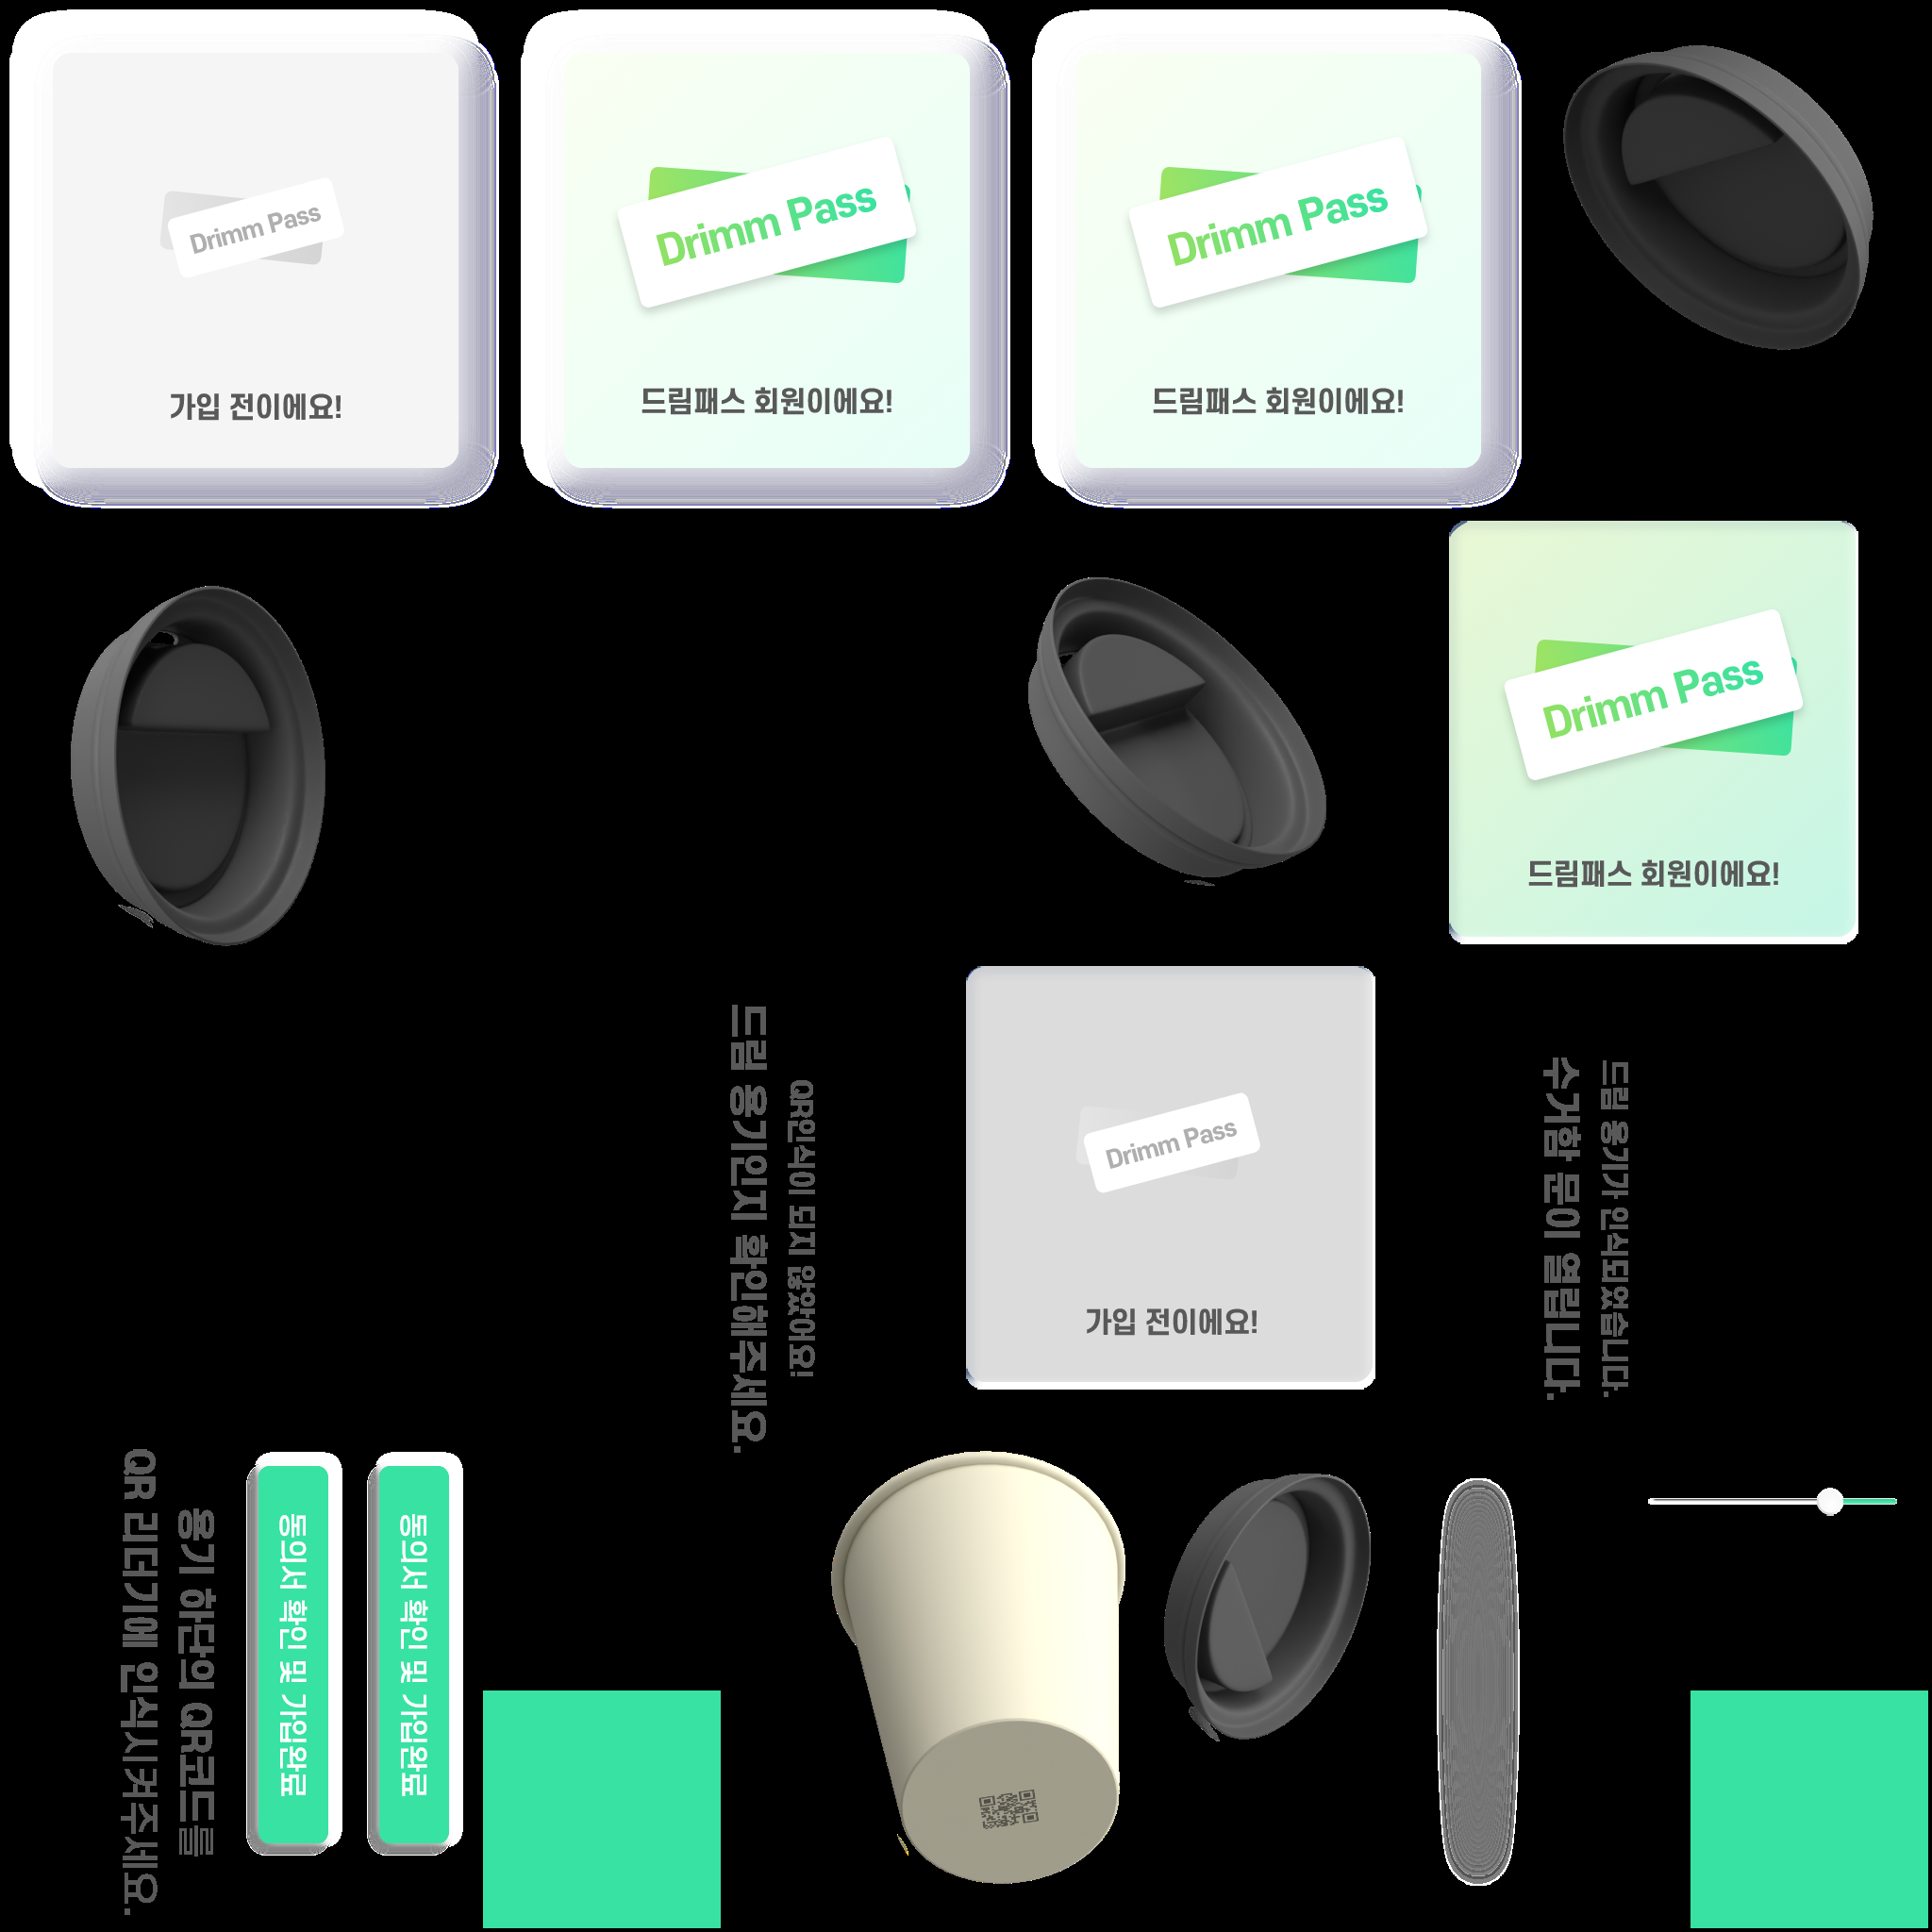 Drimm Pass
가입 전이에요!
Drimm Pass
드림패스 회원이에요!
Drimm Pass
드림패스 회원이에요!
Drimm Pass
드림패스 회원이에요!
QR인식이 되지 않았어요!
드림 용기인지 확인해주세요.
Drimm Pass
가입 전이에요!
드림 용기가 인식되었습니다.
수거함 문이 열립니다.
용기 하단의 QR코드를
QR 리더기에 인식시켜주세요.
동의서 확인 및 가입완료
동의서 확인 및 가입완료